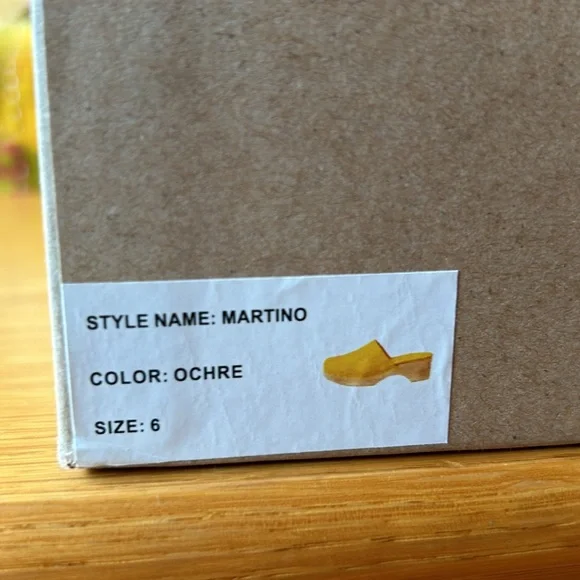 STYLE NAME: MARTINO
COLOR: OCHRE
SIZE: 6